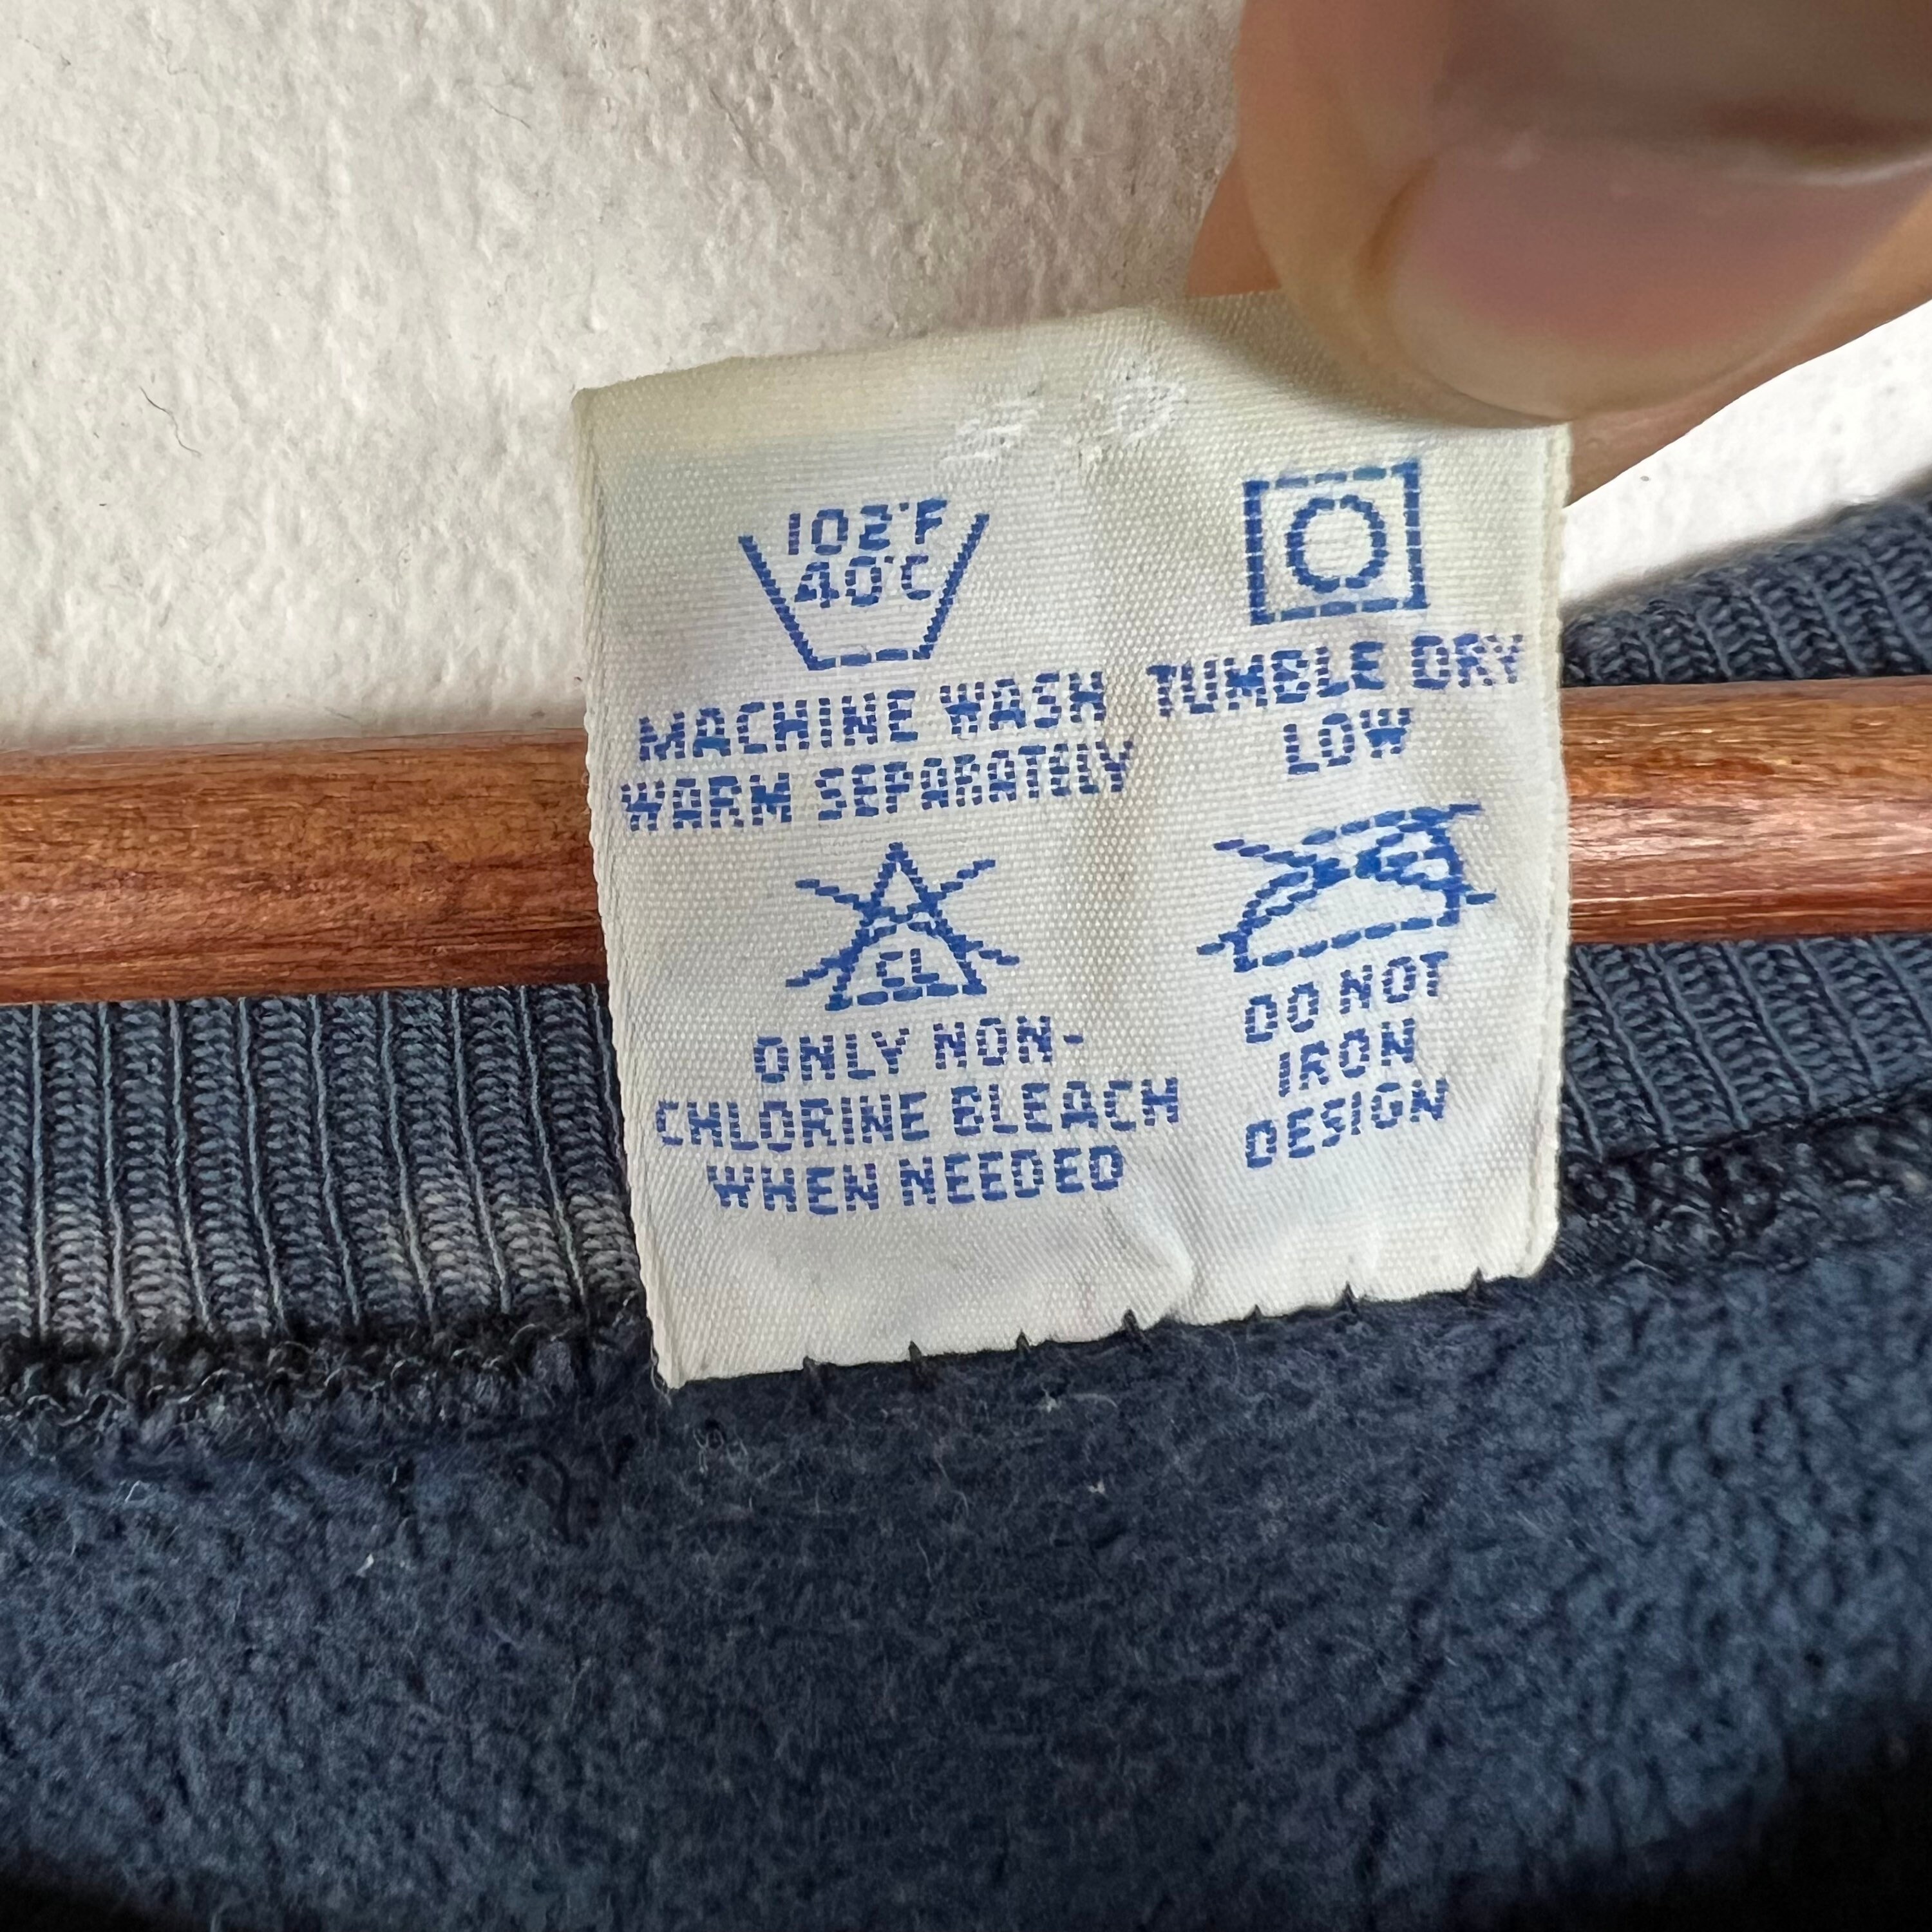 102°F
40°C
MACHINE WASH
WARM SEPARATELY
TUMBLE DRY
LOW
CL
ONLY NON-
CHLORINE BLEACH
WHEN NEEDED
DO NOT
IRON
DESIGN